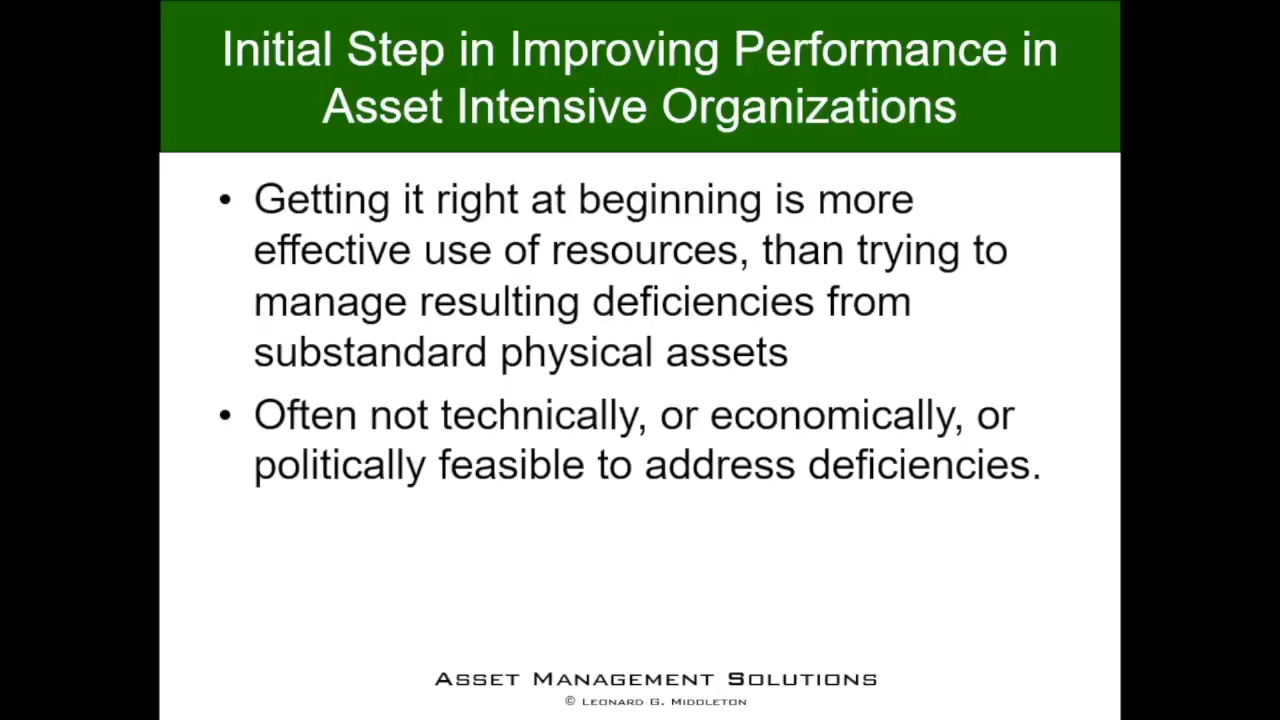 Initial Step in Improving Performance in
Asset Intensive Organizations
• Getting it right at beginning is more
effective use of resources, than trying to
manage resulting deficiencies from
substandard physical assets
• Often not technically, or economically, or
politically feasible to address deficiencies.
Asset Management Solutions
© Leonard G. Middleton